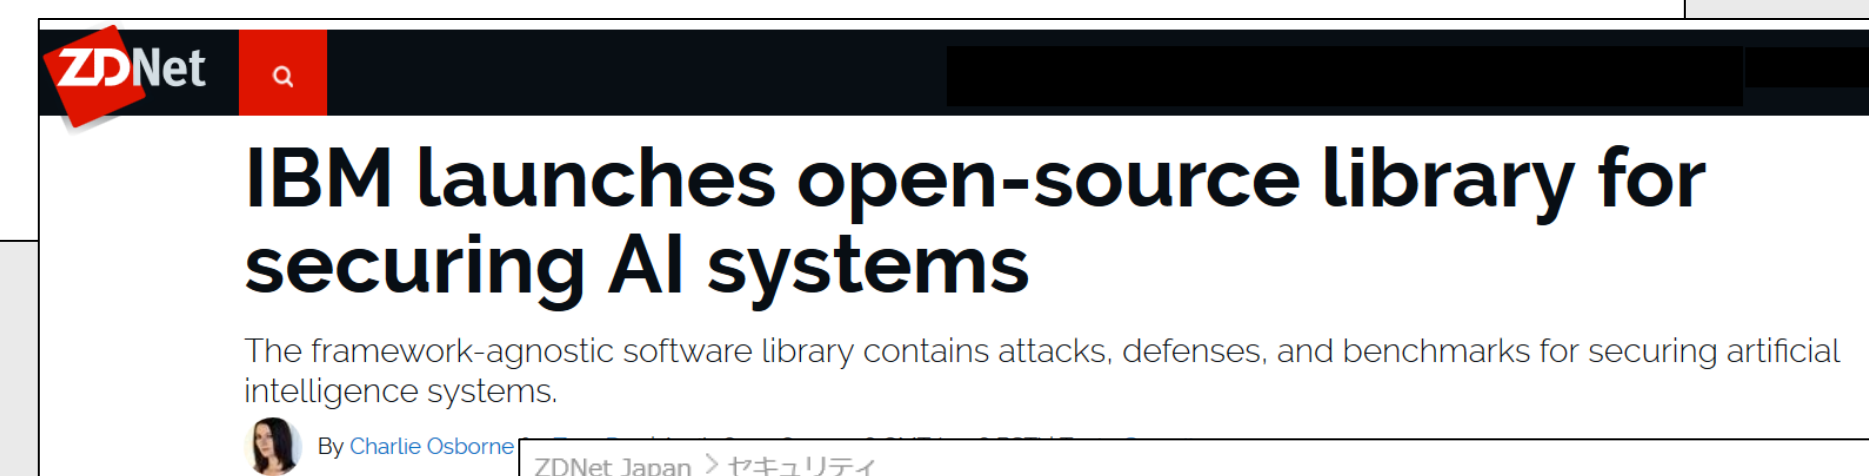 ZDNet
IBM launches open-source library for
securing AI systems
The framework-agnostic software library contains attacks, defenses, and benchmarks for securing artificial
intelligence systems.
By Charlie Osborne
ZDNet Japan > セキュリティ